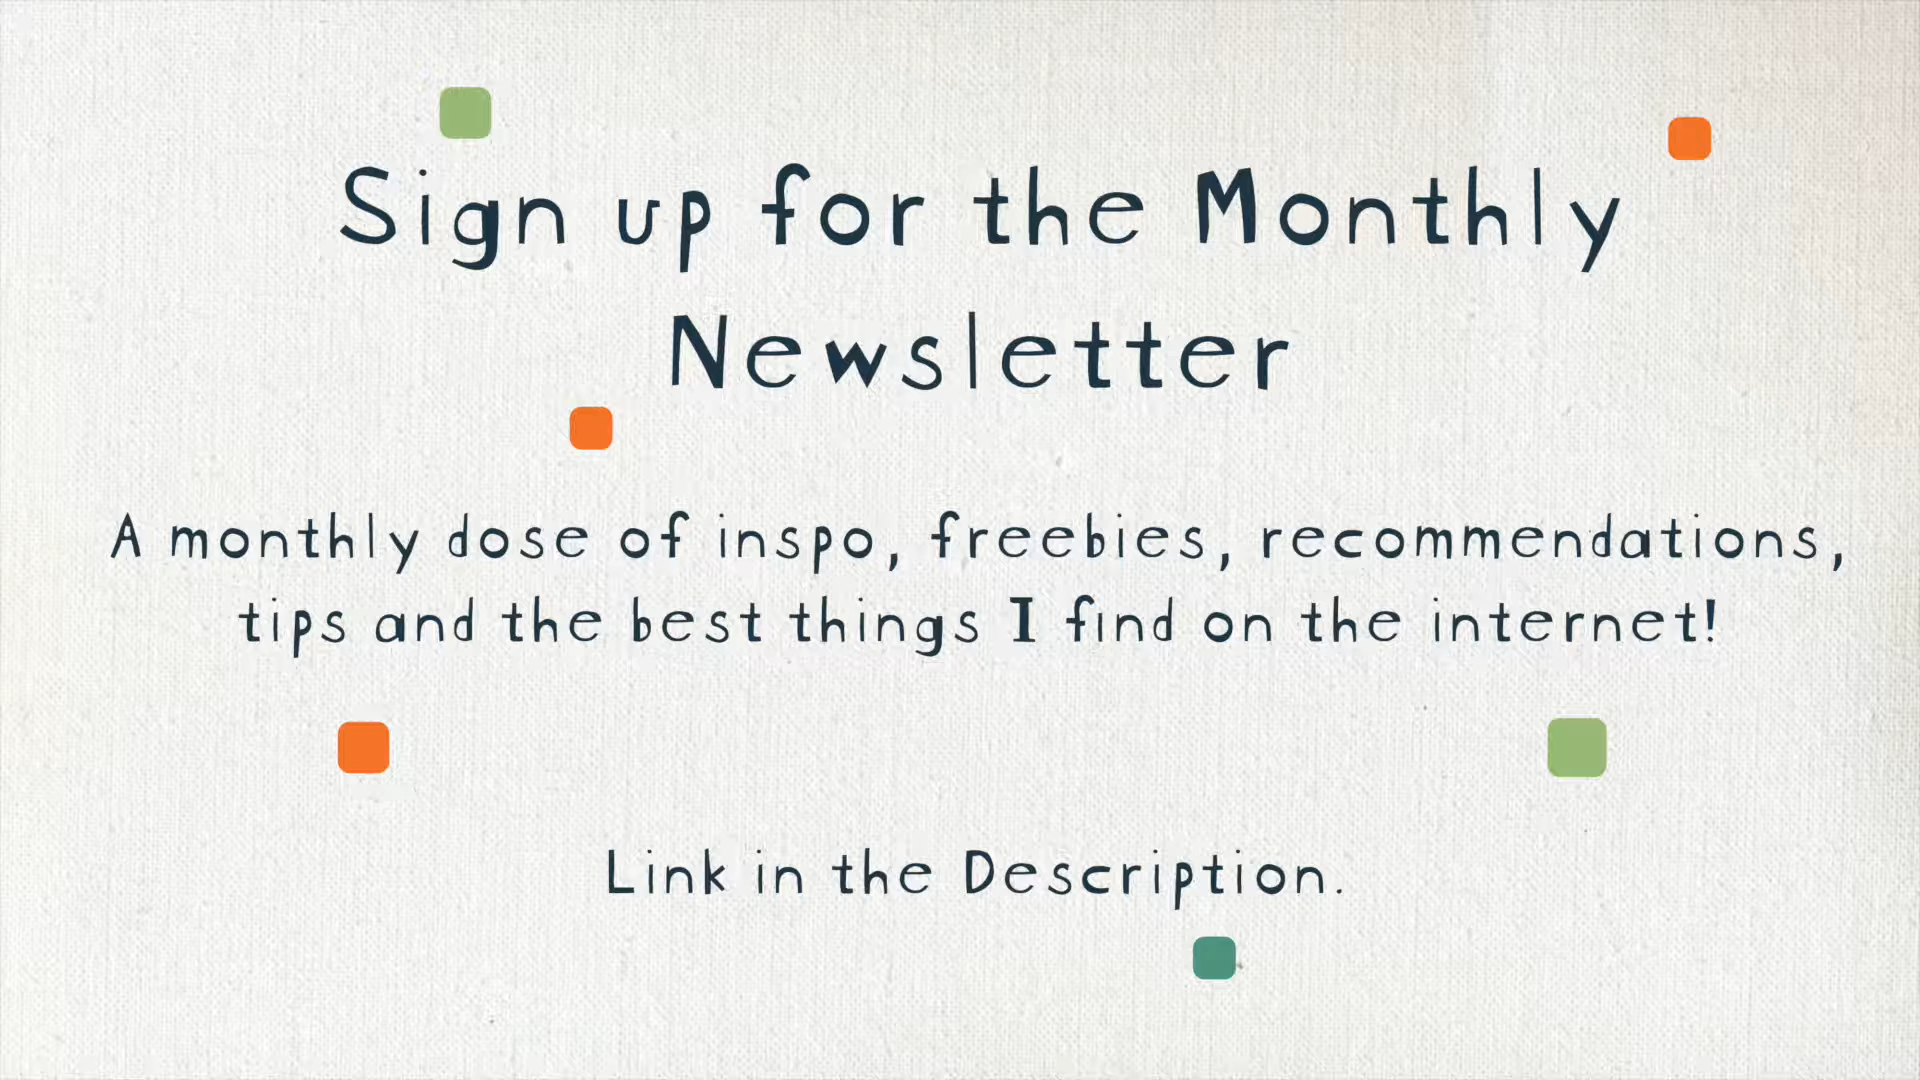 Sign up for the Monthly
Newsletter
A monthly dose of inspo, freebies, recommendations,
tips and the best things I find on the internet!
Link in the Description.